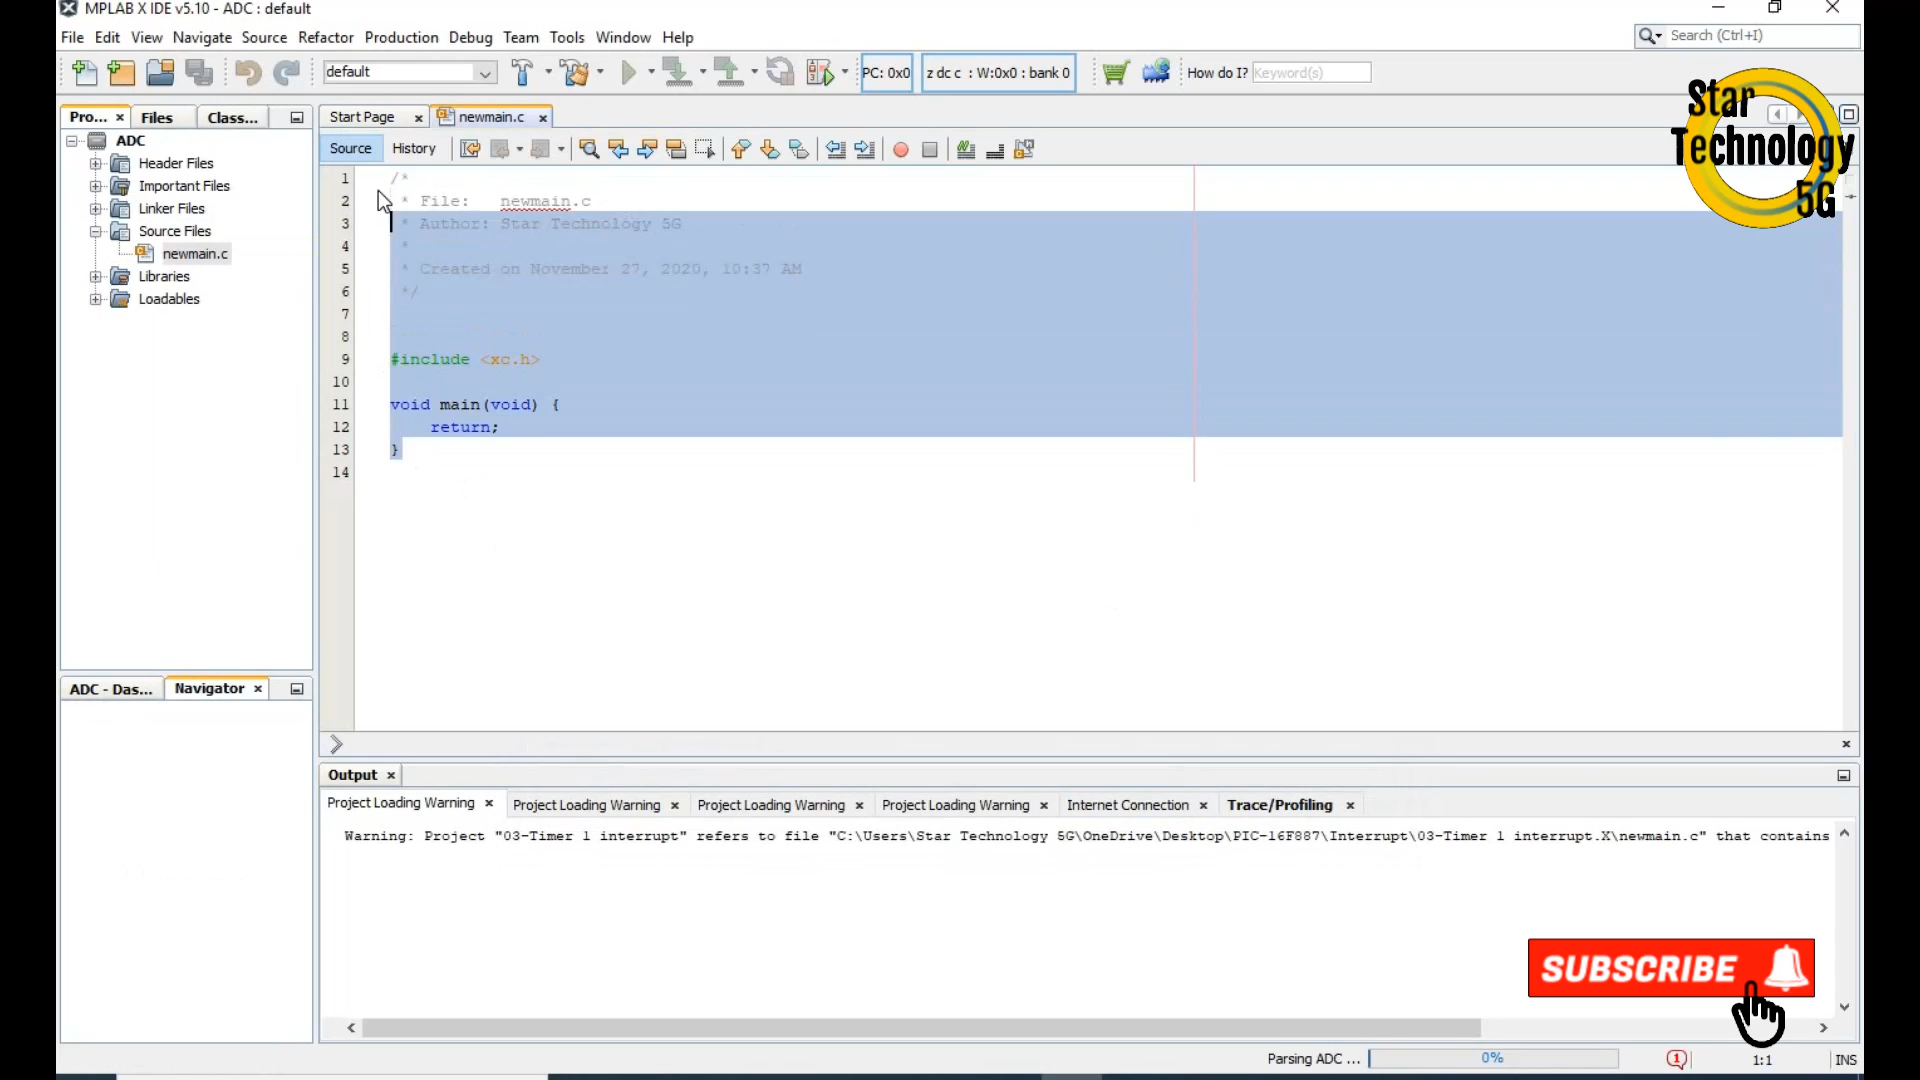 MPLAB X IDE v5.10 - ADC : default
File Edit View Navigate Source Refactor Production Debug Team Tools Window Help
Search (Ctrl+I)
default
PC: 0x0
z dc c : W:0x0 : bank 0
How do I? Keyword(s)
Star
Technology
5G
Pro... Files Class...
Start Page newmain.c
Source History
ADC
Header Files
Important Files
Linker Files
Source Files
newmain.c
Libraries
Loadables
1 /*
2 * File: newmain.c
3 * Author: Star Technology 5G
4 *
5 * Created on November 27, 2020, 10:37 AM
6 */
7
8
9 #include <xc.h>
10
11 void main(void) {
12 return;
13 }
14
ADC - Das... Navigator
Output
Project Loading Warning Project Loading Warning Project Loading Warning Project Loading Warning Internet Connection Trace/Profiling
Warning: Project "03-Timer 1 interrupt" refers to file "C:\Users\Star Technology 5G\OneDrive\Desktop\PIC-16F887\Interrupt\03-Timer 1 interrupt.X\newmain.c" that contains
SUBSCRIBE
Parsing ADC ... 0% 1 1:1 INS